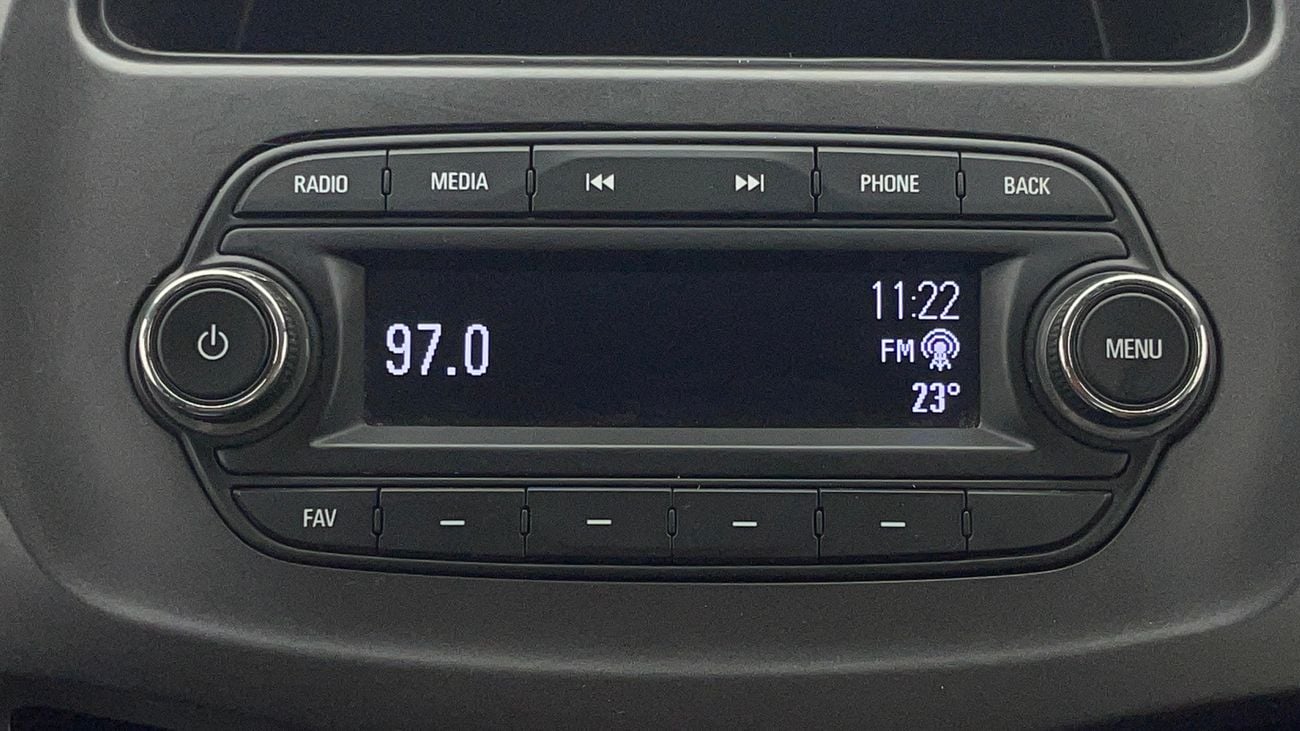 RADIO MEDIA PHONE BACK
11:22
97.0 FM MENU
23°
FAV